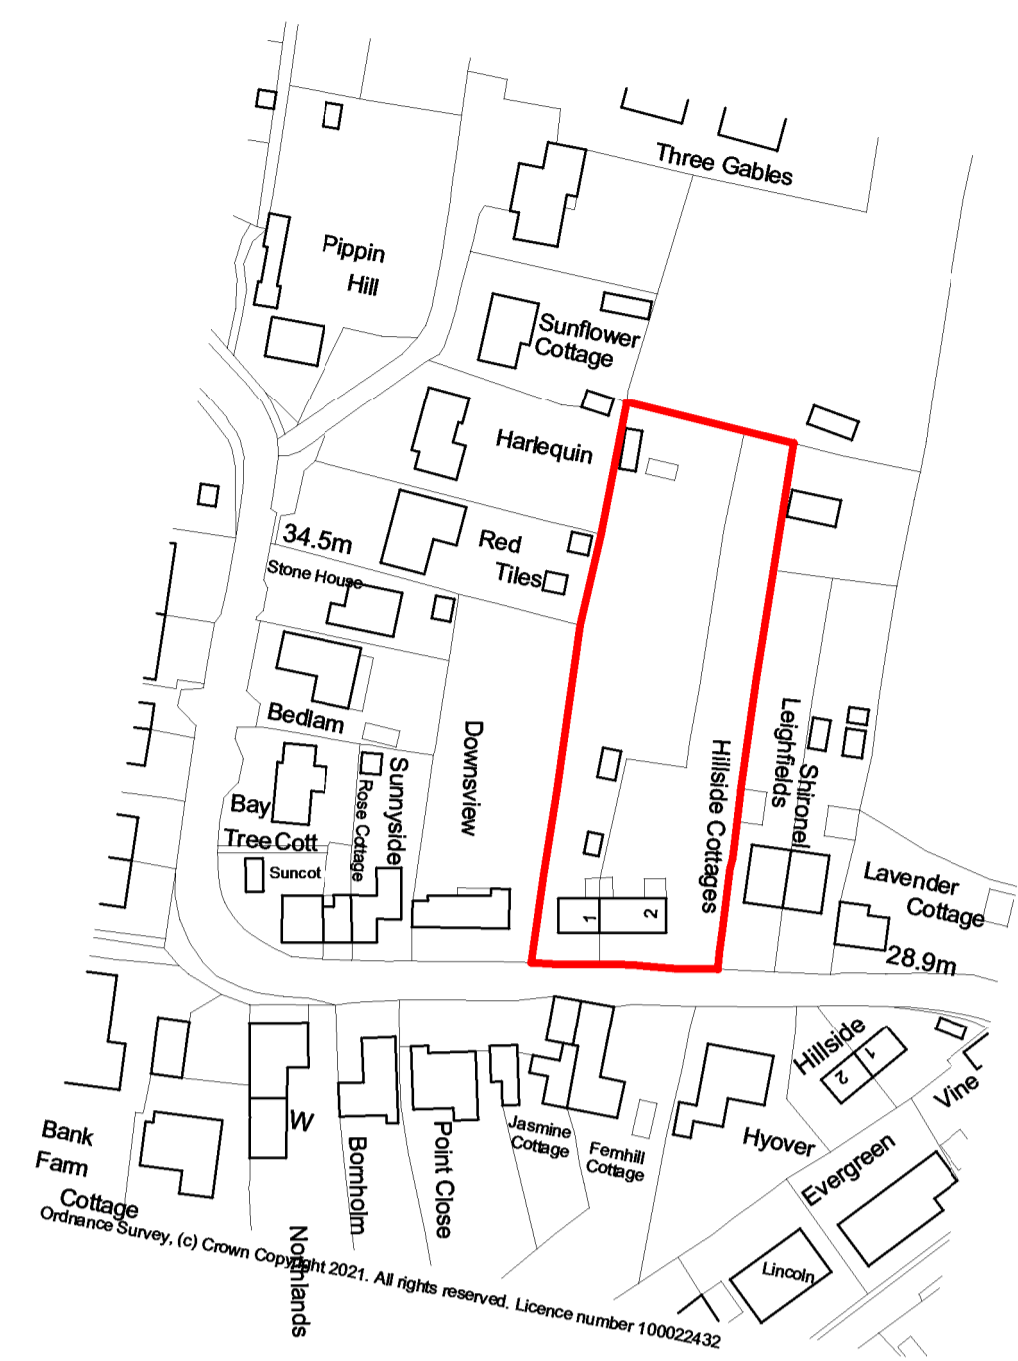 Three Gables
Pippin
Hill
Sunflower
Cottage
Harlequin
34.5m
Red
Tiles
Stone House
Bedlam
Downsview
Sunnyside
Rose Cottage
Bay
Tree Cott
Suncot
Hillside Cottages
1
2
Leighfields
Shironel
Lavender
Cottage
28.9m
Hillside
1
2
Vine
Hyover
Evergreen
Lincoln
Jasmine
Cottage
Fernhill
Cottage
Point Close
Bornholm
W
Northlands
Bank
Farm
Cottage
Ordnance Survey, (c) Crown Copyright 2021. All rights reserved. Licence number 100022432